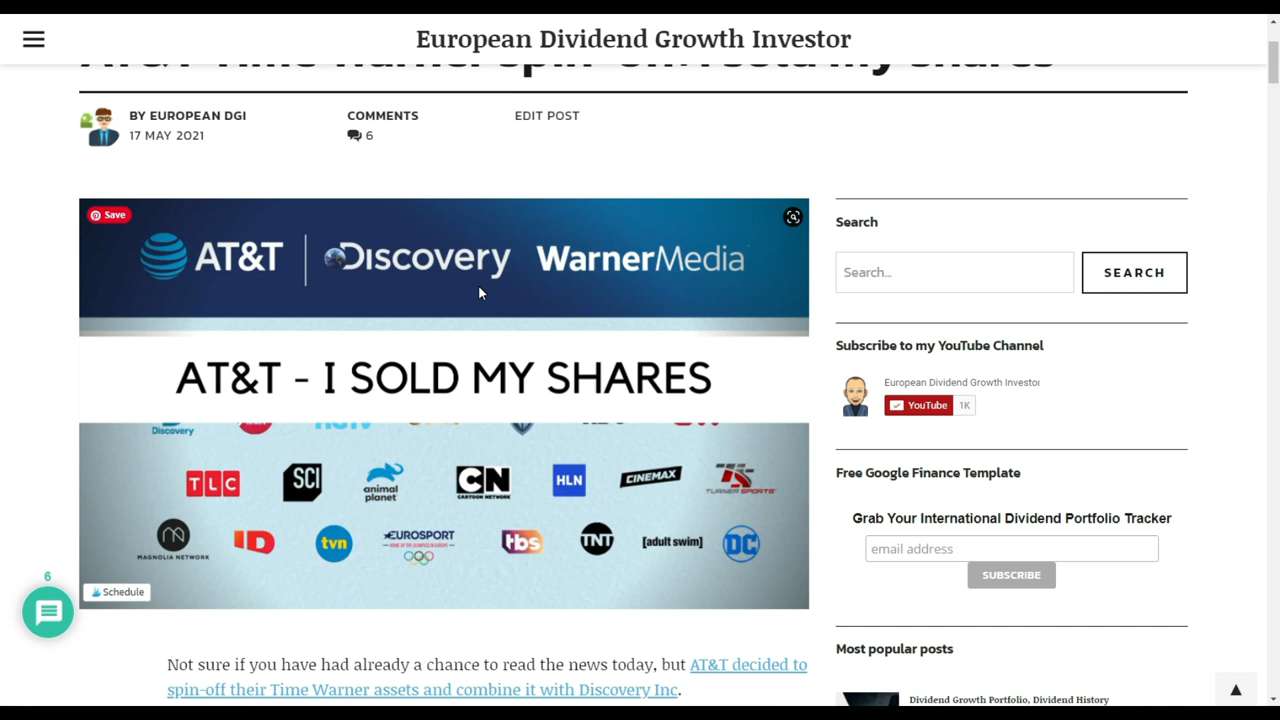 European Dividend Growth Investor
BY EUROPEAN DGI
17 MAY 2021
COMMENTS
6
EDIT POST
Save
AT&T | Discovery WarnerMedia
AT&T - I SOLD MY SHARES
Discovery
TLC
SCI
animal planet
CN
CARTOON NETWORK
HLN
CINEMAX
TURNER SPORTS
MAGNOLIA NETWORK
ID
tvn
EUROSPORT
tbs
TNT
[adult swim]
DC
Schedule
6
Not sure if you have had already a chance to read the news today, but AT&T decided to
spin-off their Time Warner assets and combine it with Discovery Inc.
Search
Search...
SEARCH
Subscribe to my YouTube Channel
European Dividend Growth Investor
YouTube 1K
Free Google Finance Template
Grab Your International Dividend Portfolio Tracker
email address
SUBSCRIBE
Most popular posts
Dividend Growth Portfolio, Dividend History